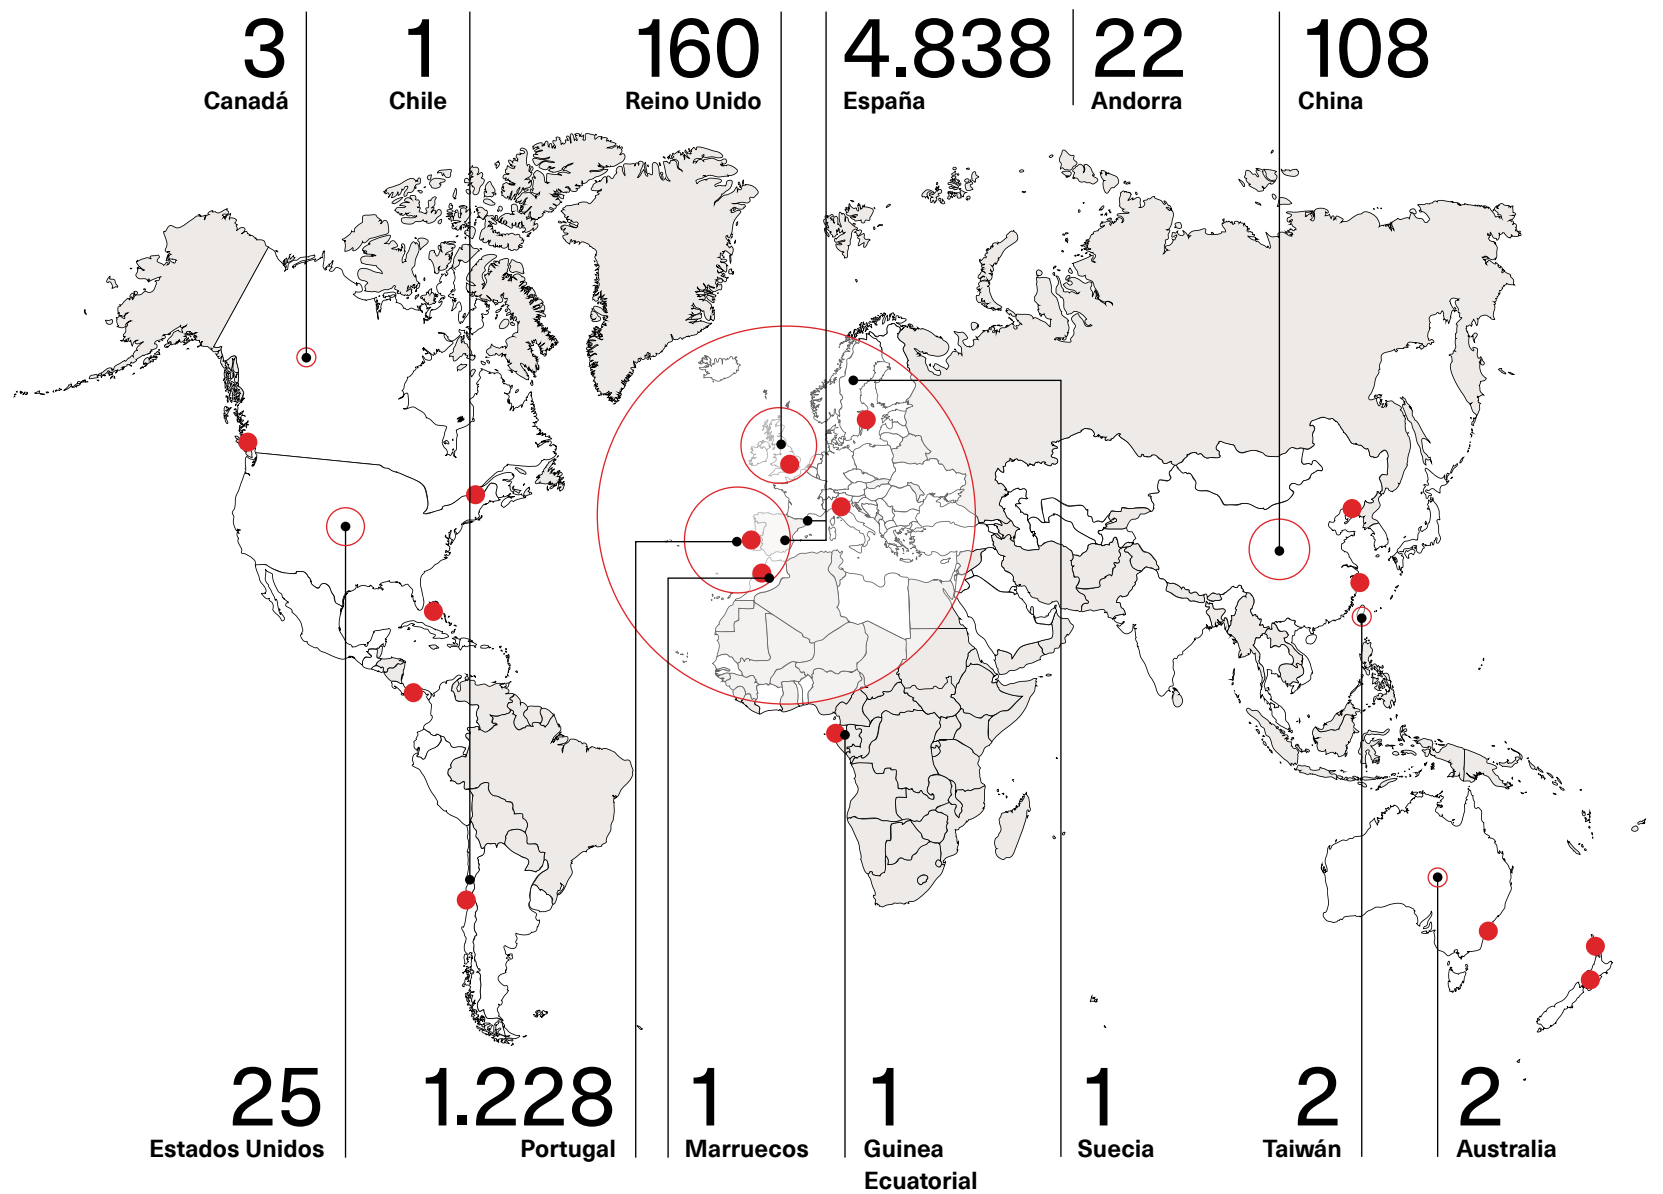 3
Canadá
1
Chile
160
Reino Unido
4.838
España
22
Andorra
108
China
25
Estados Unidos
1.228
Portugal
1
Marruecos
1
Guinea
Ecuatorial
1
Suecia
2
Taiwán
2
Australia